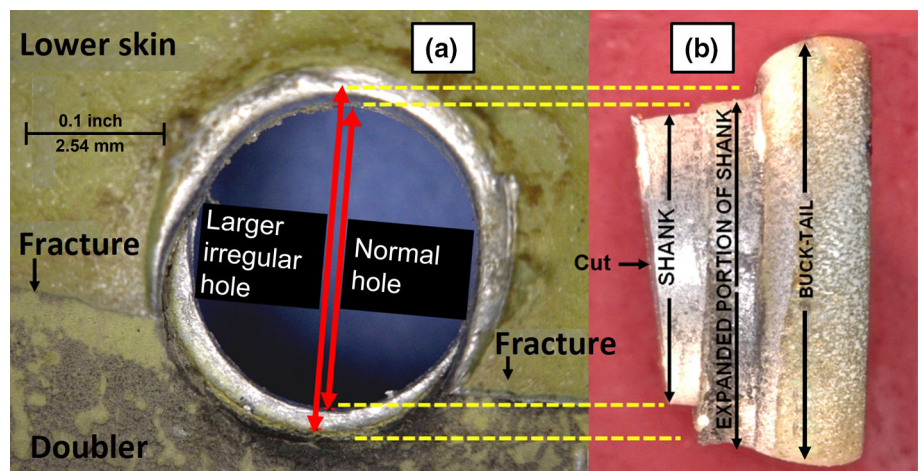 Lower skin
(a)
(b)
0.1 inch
2.54 mm
Fracture
Larger
irregular
hole
Normal
hole
Fracture
Doubler
Cut
SHANK
EXPANDED PORTION OF SHANK
BUCK-TAIL